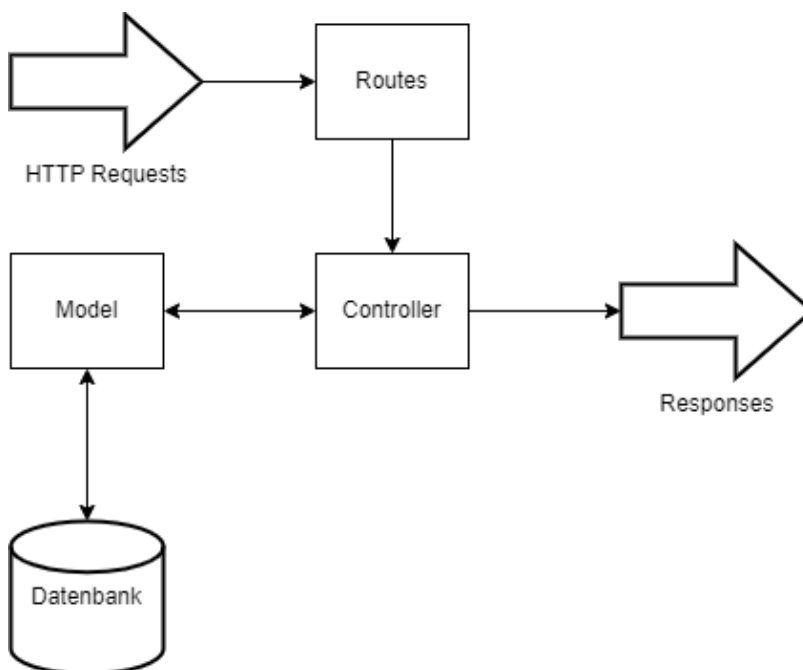 Routes
HTTP Requests
Model
Controller
Responses
Datenbank